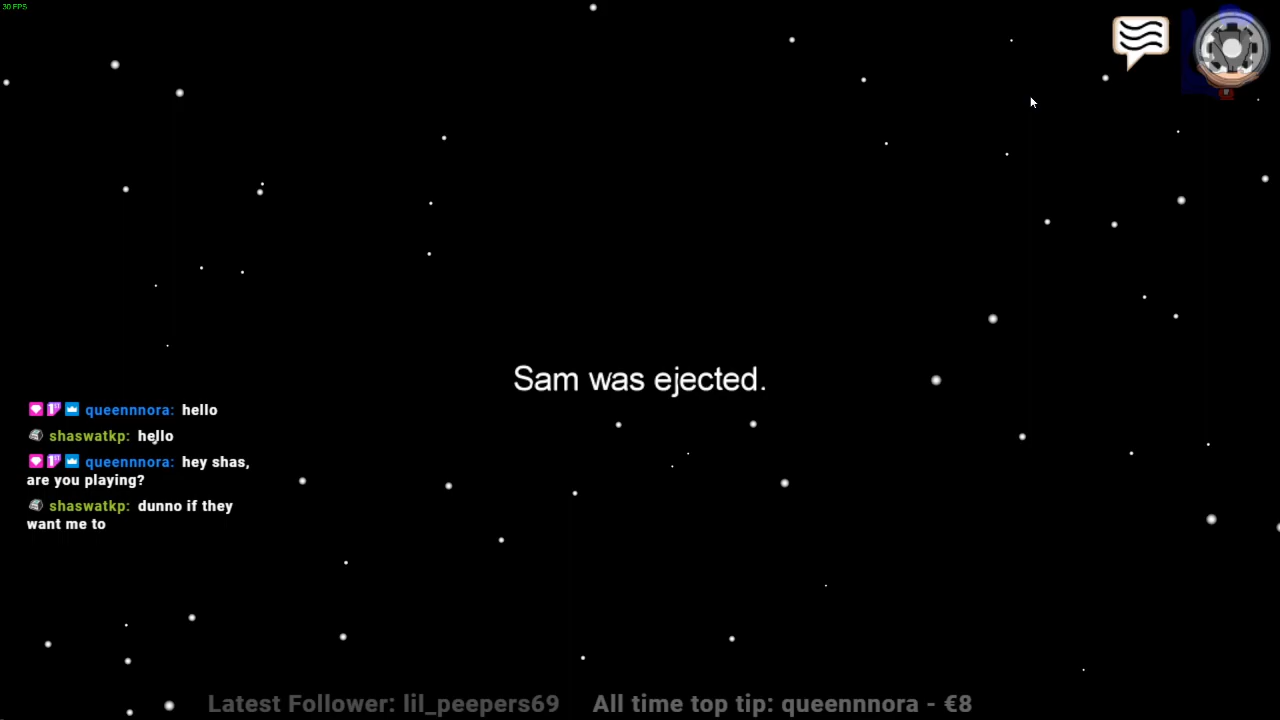 30 FPS
Sam was ejected.
queennnora: hello
shaswatkp: hello
queennnora: hey shas,
are you playing?
shaswatkp: dunno if they
want me to
Latest Follower: lil_peepers69
All time top tip: queennnora - €8